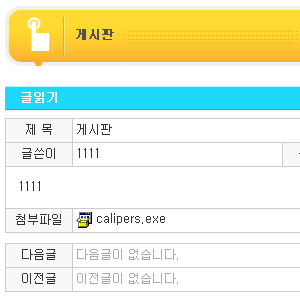 게시판
글읽기
제 목 게시판
글쓴이 1111
1111
첨부파일 calipers.exe
다음글 다음글이 없습니다.
이전글 이전글이 없습니다.